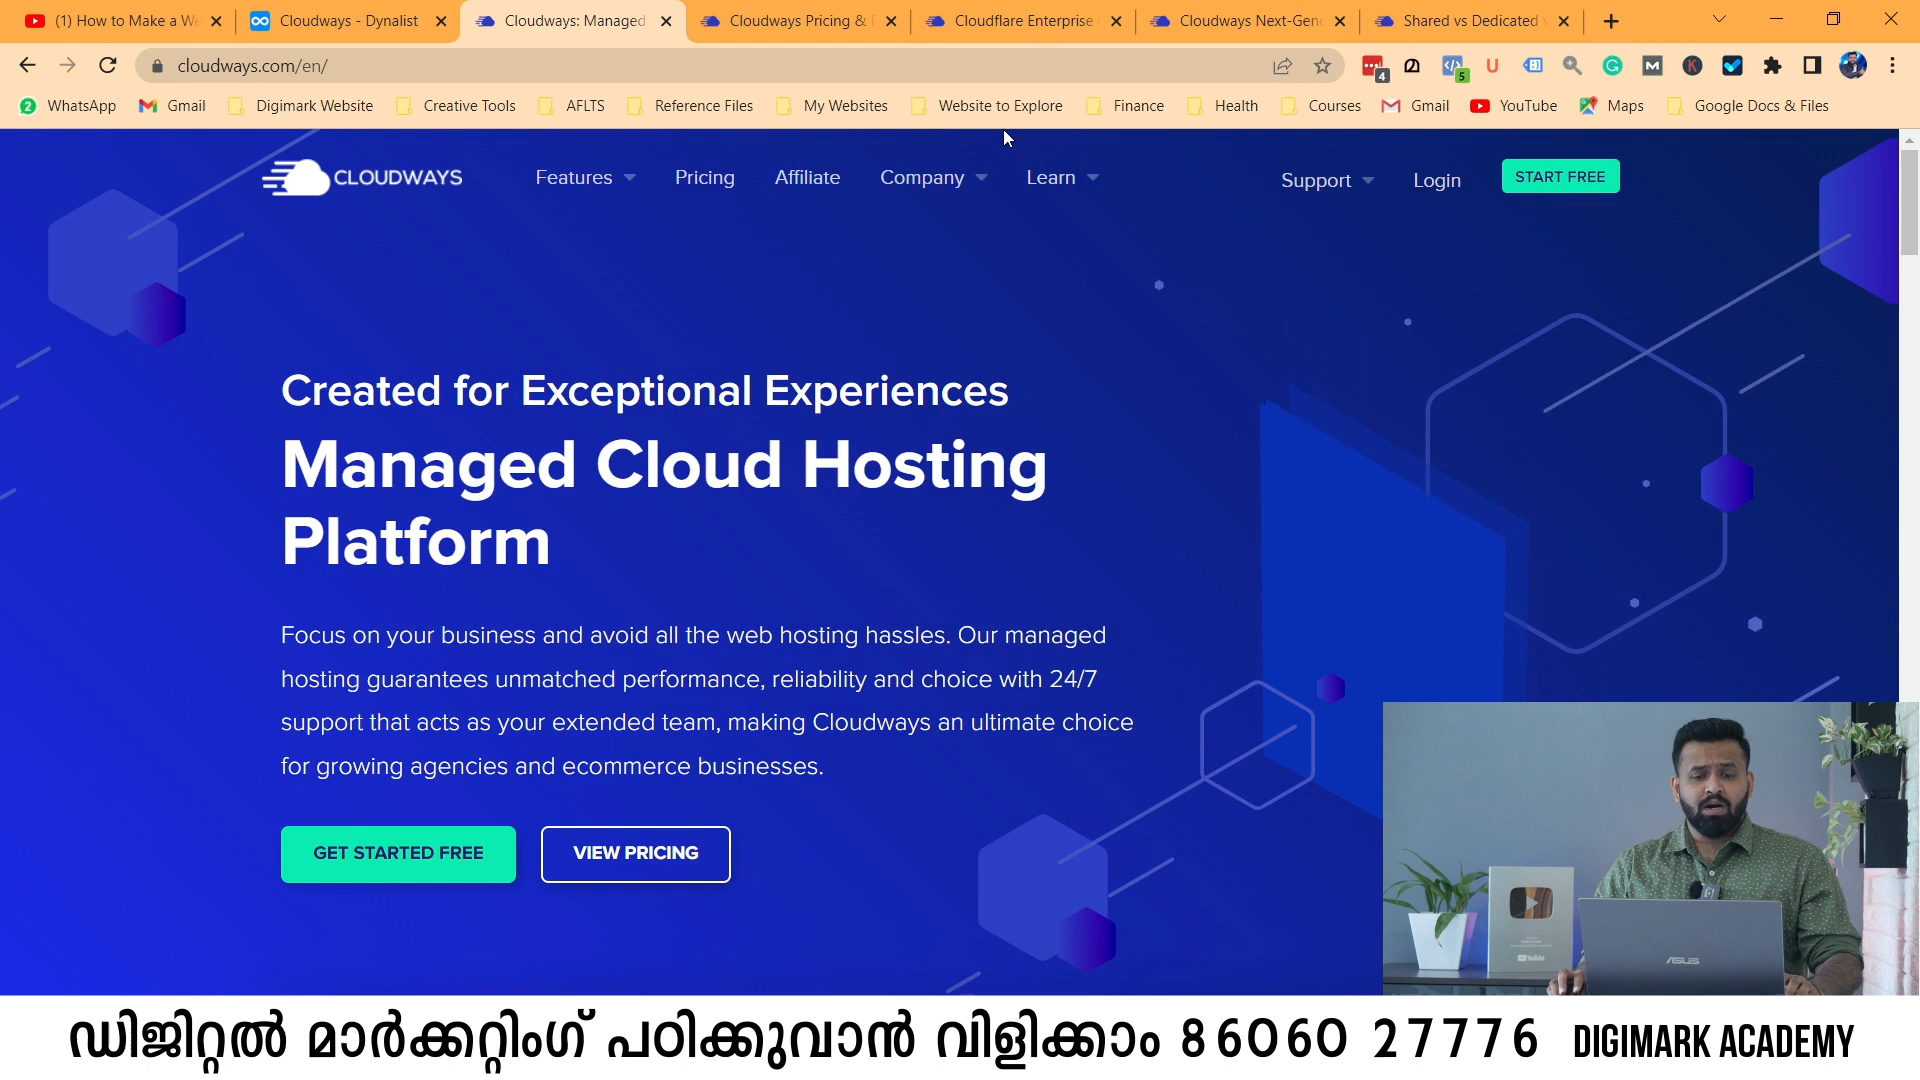 (1) How to Make a We
Cloudways - Dynalist
Cloudways: Managed
Cloudways Pricing &
Cloudflare Enterprise
Cloudways Next-Gen
Shared vs Dedicated
cloudways.com/en/
4
5
2 WhatsApp
Gmail
Digimark Website
Creative Tools
AFLTS
Reference Files
My Websites
Website to Explore
Finance
Health
Courses
Gmail
YouTube
Maps
Google Docs & Files
CLOUDWAYS
Features
Pricing
Affiliate
Company
Learn
Support
Login
START FREE
Created for Exceptional Experiences
Managed Cloud Hosting
Platform
Focus on your business and avoid all the web hosting hassles. Our managed
hosting guarantees unmatched performance, reliability and choice with 24/7
support that acts as your extended team, making Cloudways an ultimate choice
for growing agencies and ecommerce businesses.
GET STARTED FREE
VIEW PRICING
YouTube
ASUS
ഡിജിറ്റൽ മാർക്കറ്റിംഗ് പഠിക്കുവാൻ വിളിക്കാം 86060 27776 DIGIMARK ACADEMY